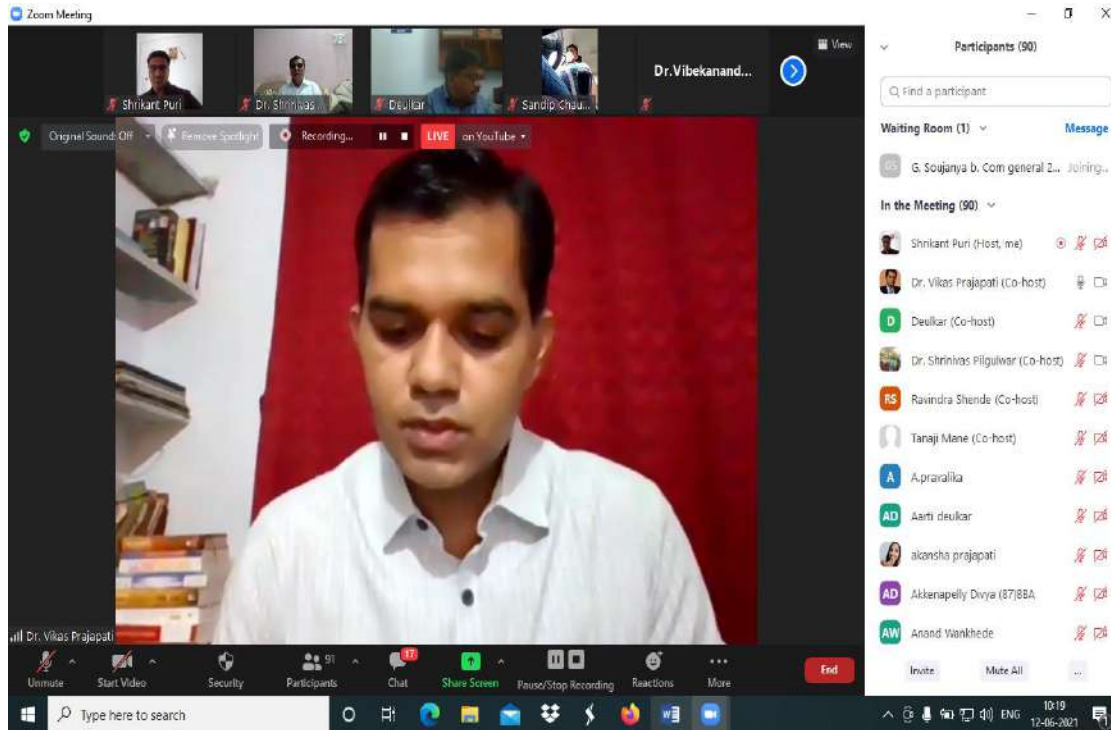 Zoom Meeting
View
Dr.Vibekanand...
Shrikant Puri
Dr. Shrinivas
Deulkar
Sandip Chau...
Original Sound: Off
Remove Spotlight
Recording...
LIVE
on YouTube
Dr. Vikas Prajapati
Unmute
Start Video
Security
91
Participants
17
Chat
Share Screen
Pause/Stop Recording
Reactions
More
End
Participants (90)
Find a participant
Waiting Room (1)
Message
GS
G. Soujanya b. Com general 2... Joining...
In the Meeting (90)
Shrikant Puri (Host, me)
Dr. Vikas Prajapati (Co-host)
D Deulkar (Co-host)
Dr. Shrinivas Pilgulwar (Co-host)
RS Ravindra Shende (Co-host)
Tanaji Mane (Co-host)
A A.pravalika
AD Aarti deulkar
akansha prajapati
AD Akkenapelly Divya (87)BBA
AW Anand Wankhede
Invite
Mute All
...
Type here to search
ENG
10:19
12-06-2021